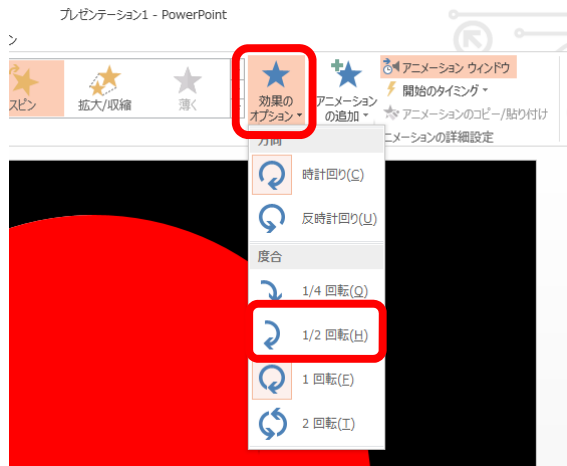 プレゼンテーション1 - PowerPoint
ン
スピン
拡大/収縮
薄く
効果の
オプション
アニメーション
の追加
アニメーション ウィンドウ
開始のタイミング
アニメーションのコピー/貼り付け
ニメーションの詳細設定
方向
時計回り(C)
反時計回り(U)
度合
1/4 回転(Q)
1/2 回転(H)
1 回転(F)
2 回転(T)